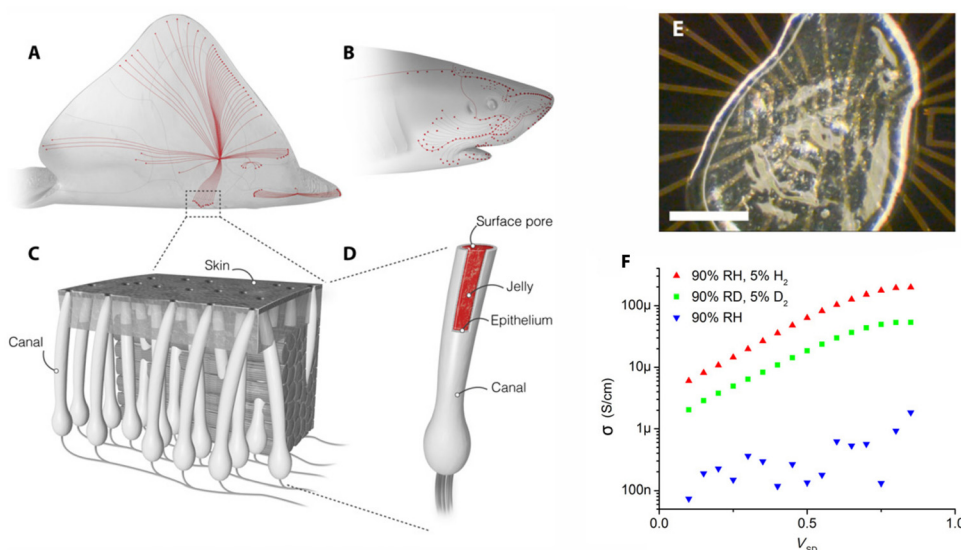 A
B
E
C
D
Skin
Canal
Surface pore
Jelly
Epithelium
Canal
F
90% RH, 5% H₂
90% RD, 5% D₂
90% RH
σ (S/cm)
100μ
10μ
1μ
100n
0.0
0.5
1.0
V_SD